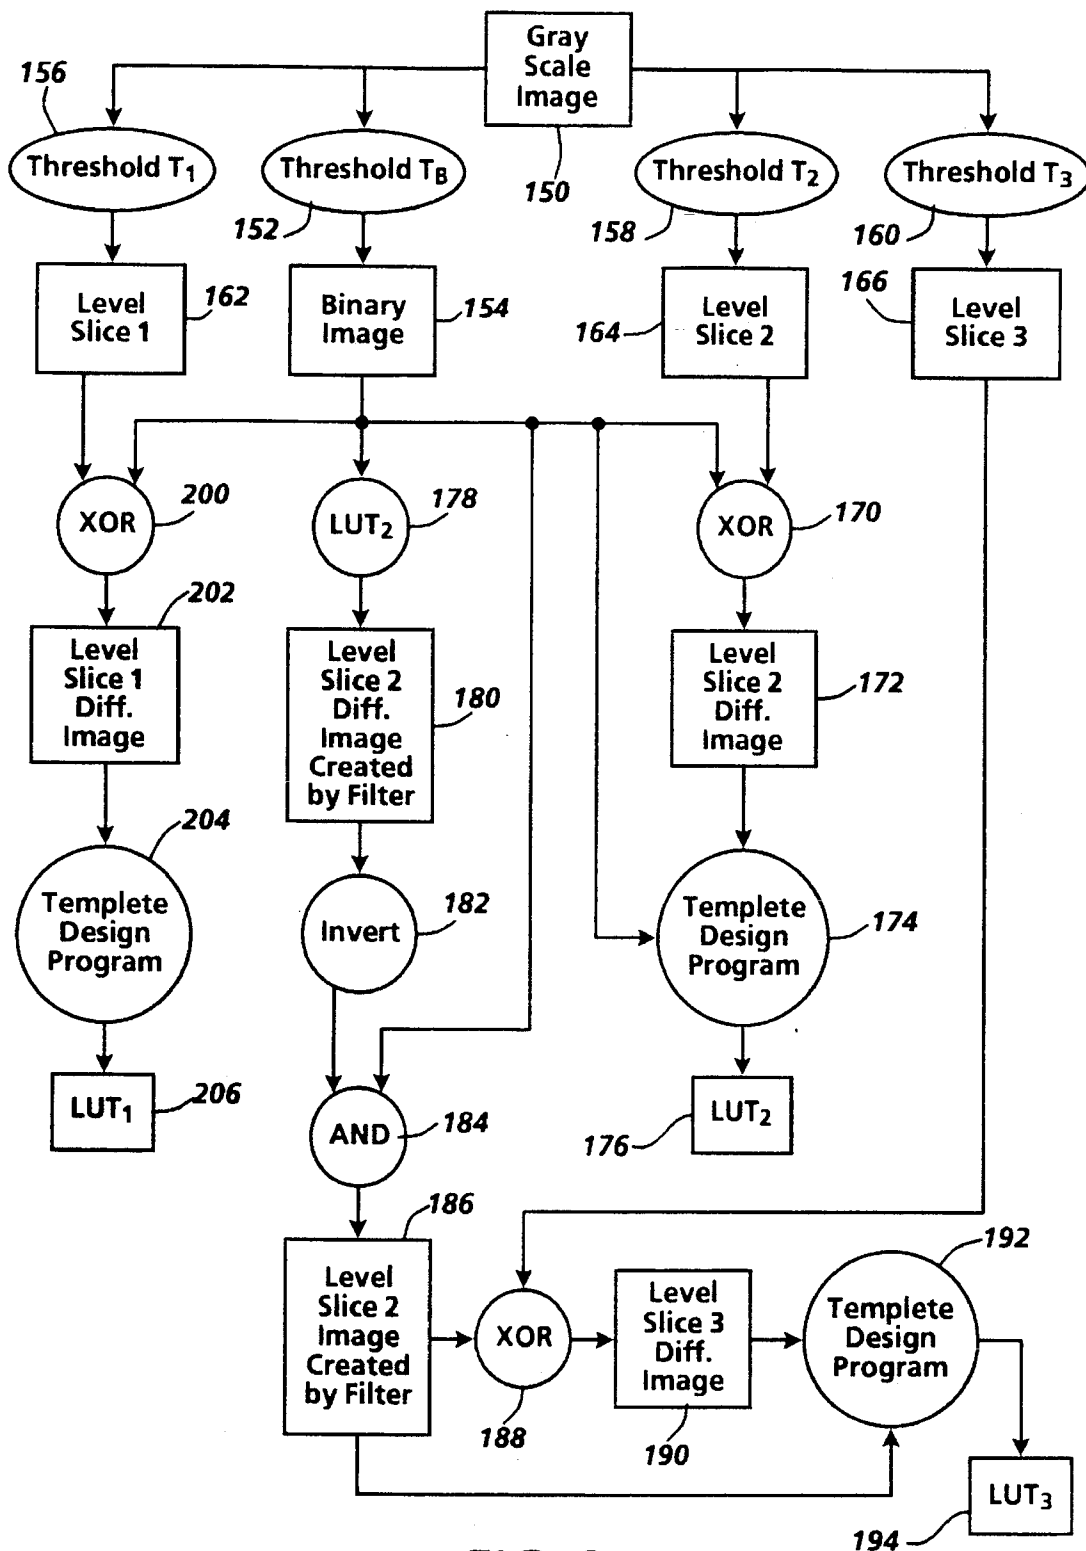 Gray
Scale
Image
150
156
Threshold T1
Threshold TB
152
Threshold T2
158
Threshold T3
160
Level
Slice 1
162
Binary
Image
154
Level
Slice 2
164
Level
Slice 3
166
XOR
200
LUT2
178
XOR
170
Level
Slice 1
Diff.
Image
202
Level
Slice 2
Diff.
Image
Created
by Filter
180
Level
Slice 2
Diff.
Image
172
Templete
Design
Program
204
Invert
182
Templete
Design
Program
174
LUT1
206
AND
184
LUT2
176
Level
Slice 2
Image
Created
by Filter
186
XOR
188
Level
Slice 3
Diff.
Image
190
Templete
Design
Program
192
LUT3
194